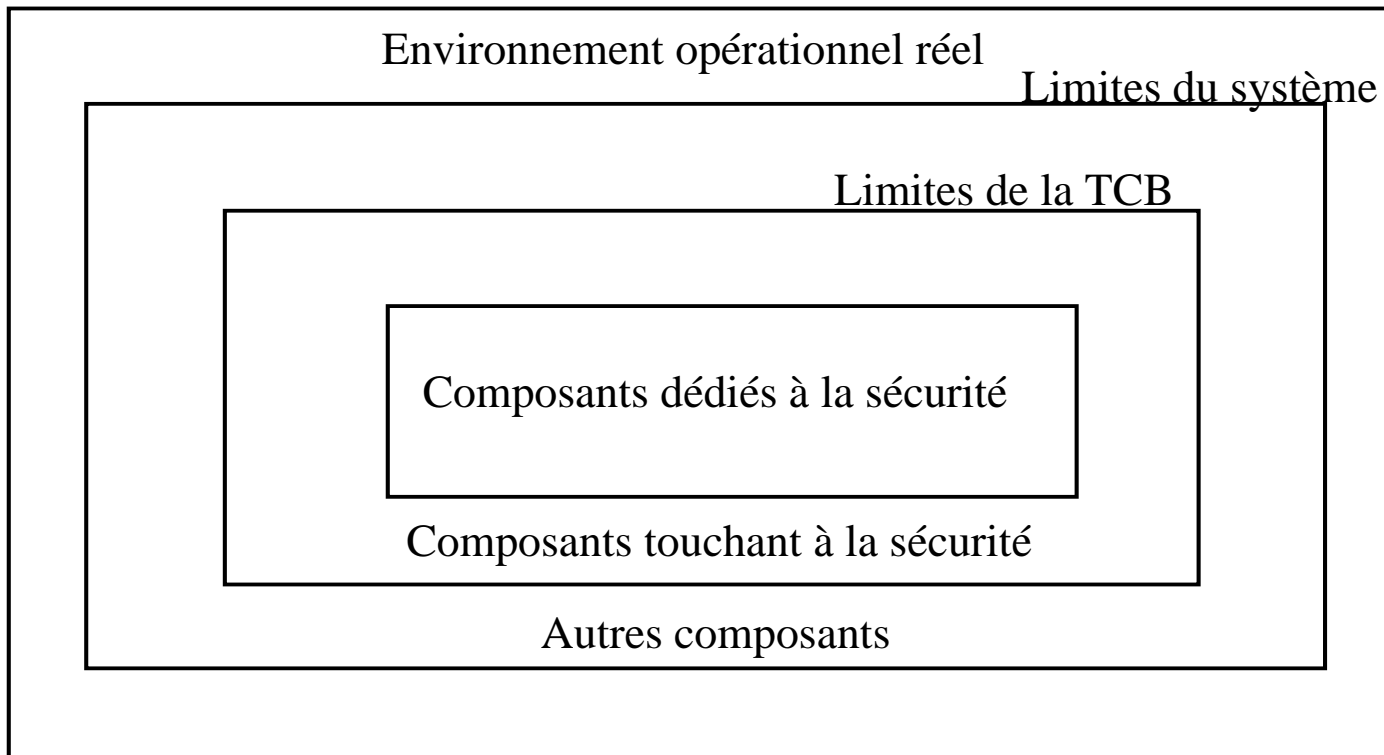 Environnement opérationnel réel
Limites du système
Limites de la TCB
Composants dédiés à la sécurité
Composants touchant à la sécurité
Autres composants